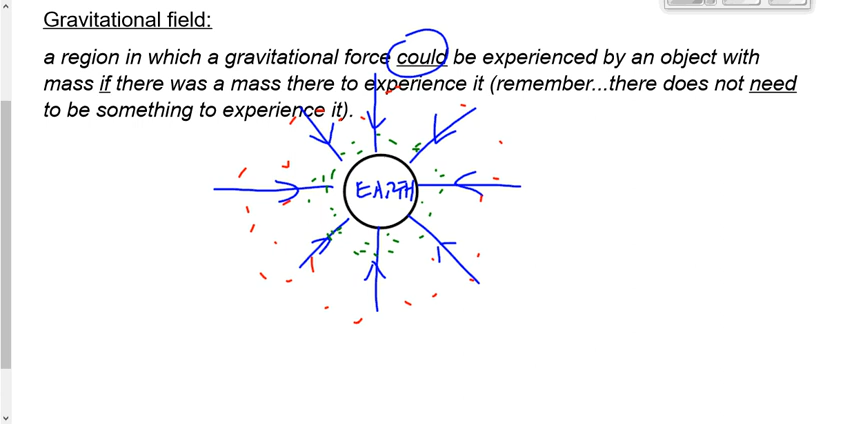 Gravitational field:
a region in which a gravitational force could be experienced by an object with
mass if there was a mass there to experience it (remember...there does not need
to be something to experience it).
EARTH